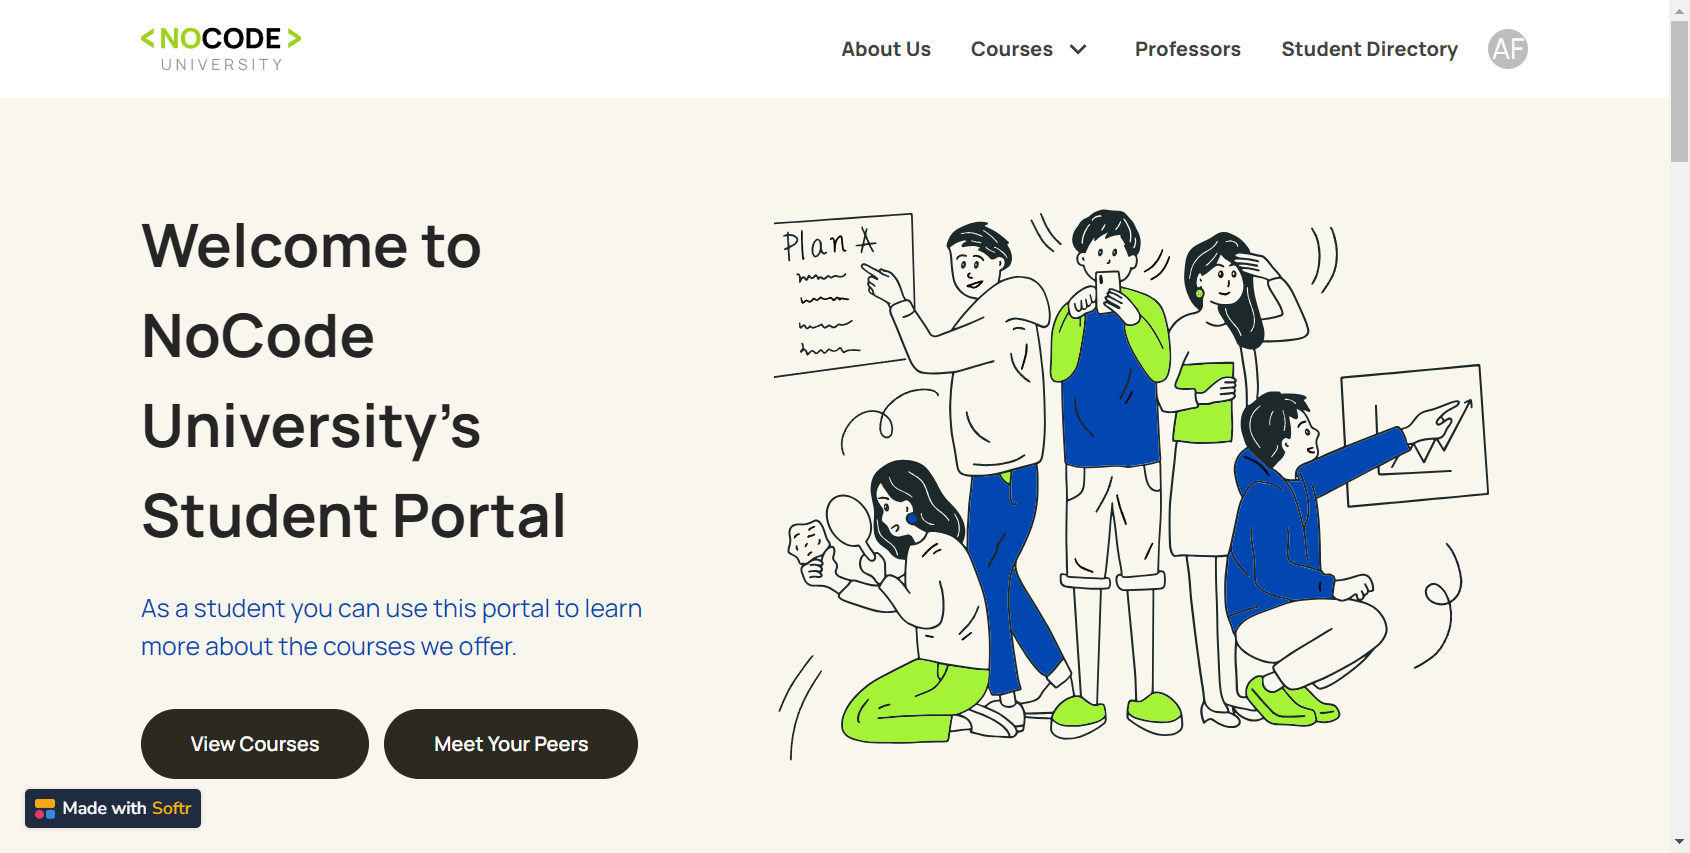 <NOCODE>
UNIVERSITY
About Us
Courses
Professors
Student Directory
AF
Welcome to
NoCode
University’s
Student Portal
As a student you can use this portal to learn
more about the courses we offer.
View Courses
Meet Your Peers
Plan A
Made with Softr